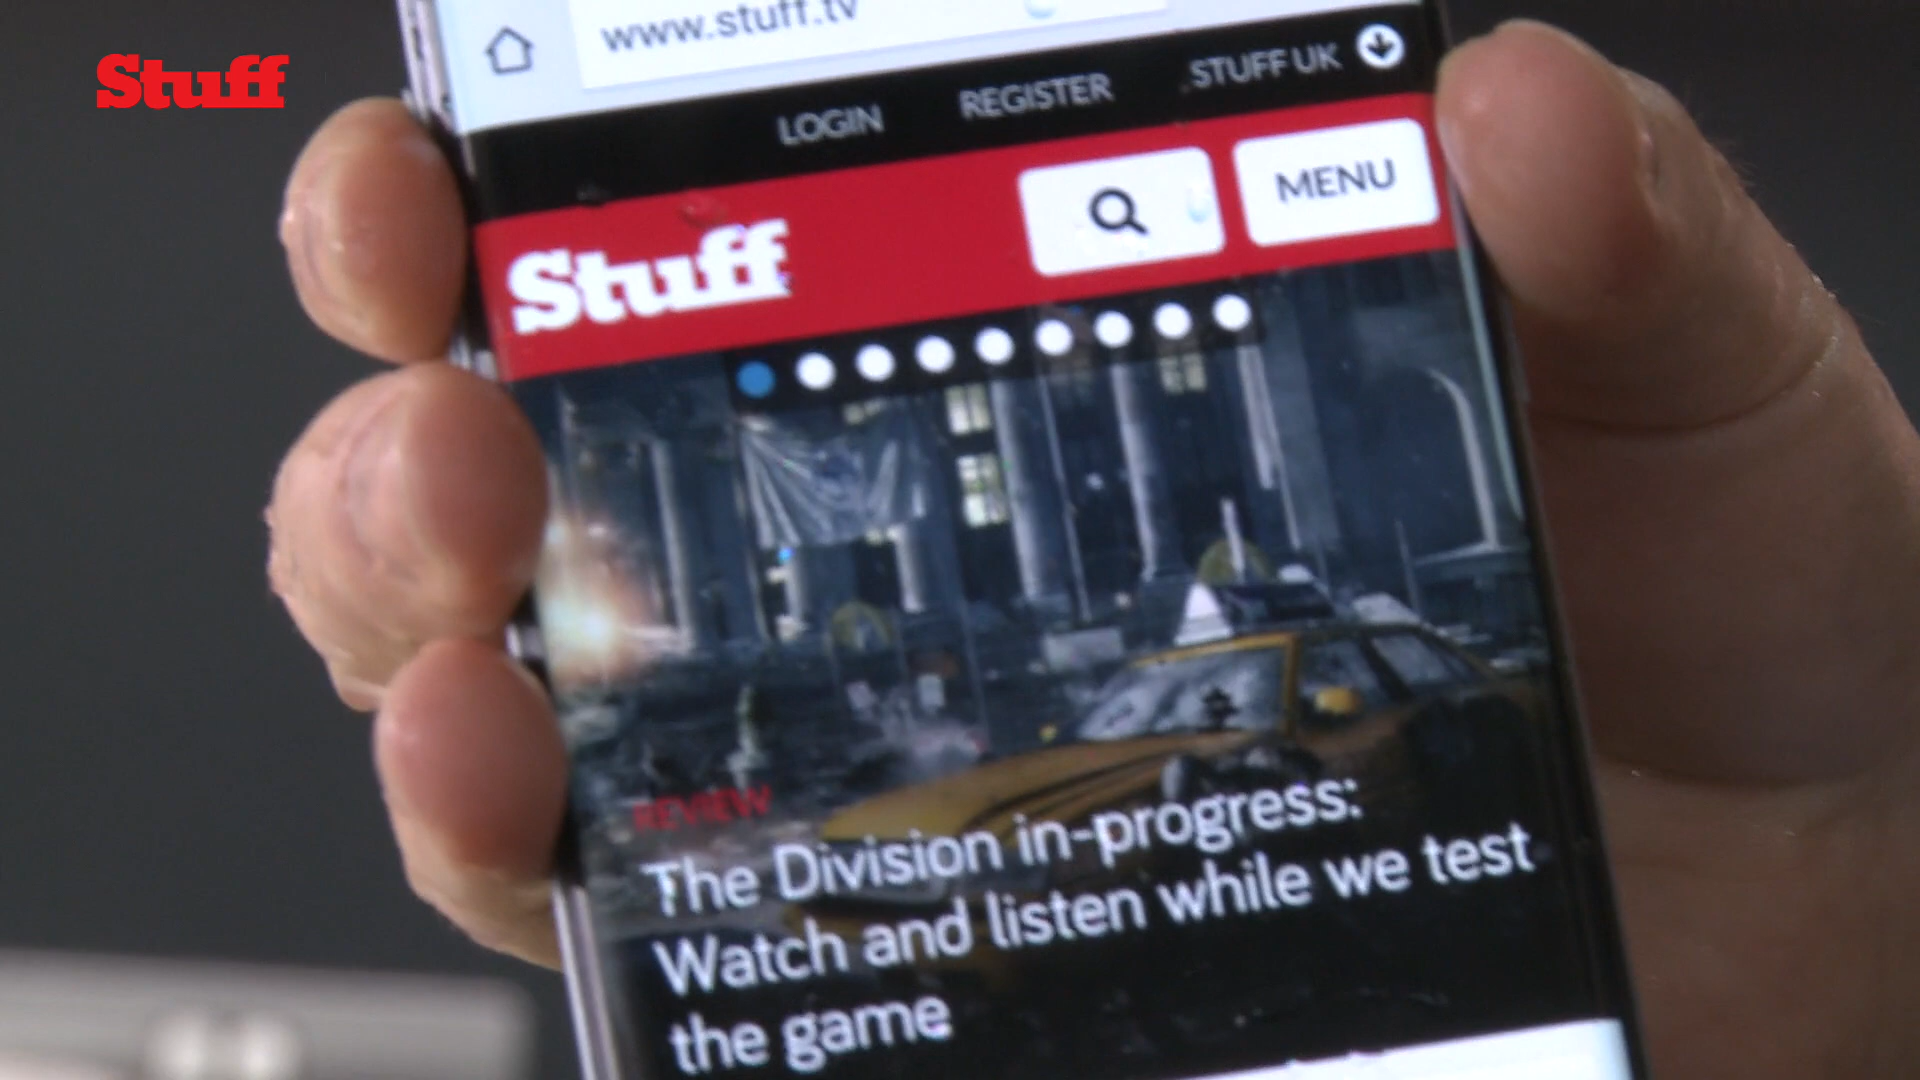 Stuff
www.stuff.tv
LOGIN REGISTER STUFF UK
Stuff MENU
REVIEW
The Division in-progress:
Watch and listen while we test
the game